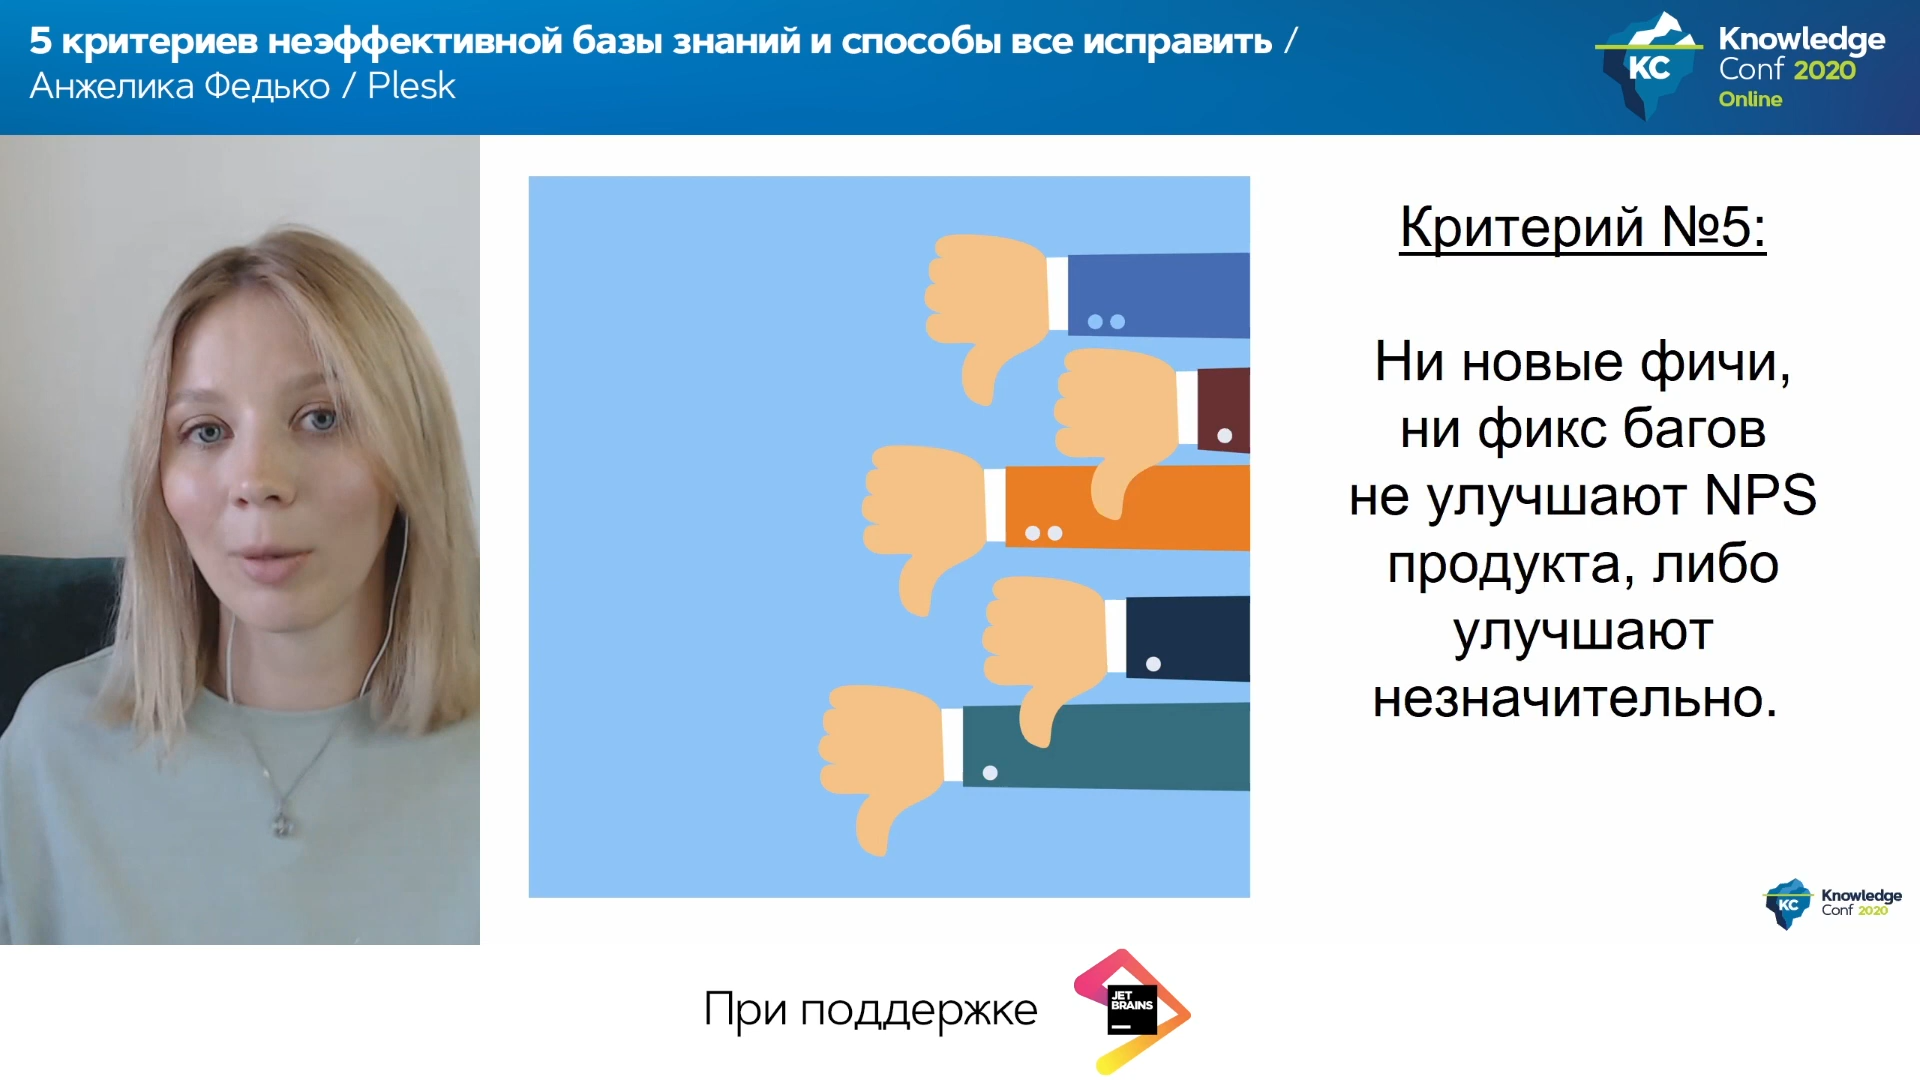 5 критериев неэффективной базы знаний и способы все исправить /
Анжелика Федько / Plesk
KC
Knowledge
Conf 2020
Online
Критерий №5:
Ни новые фичи,
ни фикс багов
не улучшают NPS
продукта, либо
улучшают
незначительно.
KC
Knowledge
Conf 2020
При поддержке
JET
BRAINS